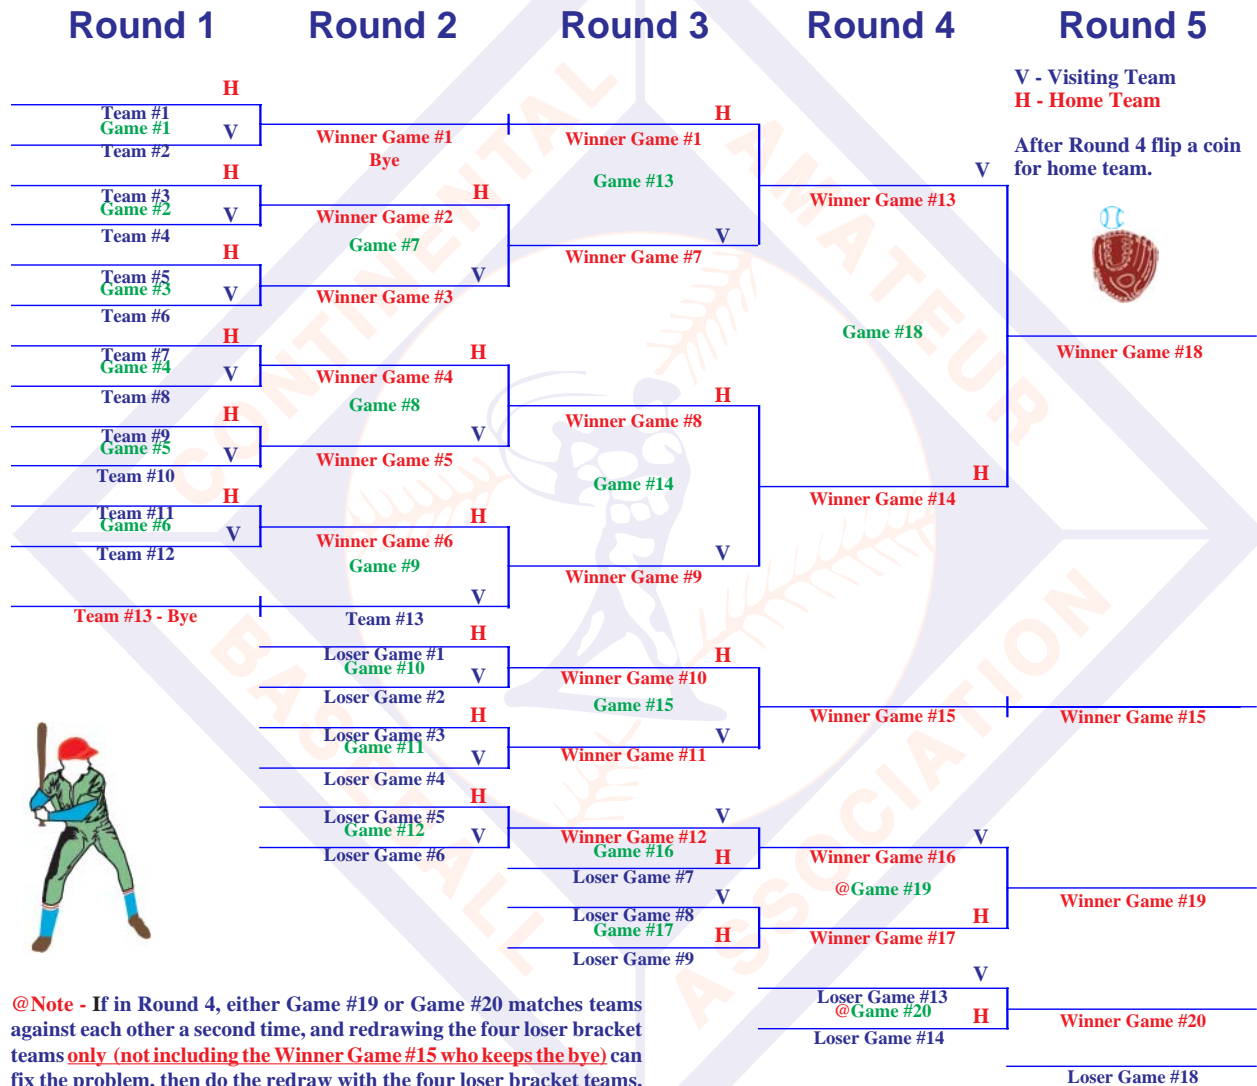 Round 1
Round 2
Round 3
Round 4
Round 5
V - Visiting Team
H - Home Team
After Round 4 flip a coin
for home team.
H
Team #1
Game #1
V
Team #2
H
Team #3
Game #2
V
Team #4
H
Team #5
Game #3
V
Team #6
H
Team #7
Game #4
V
Team #8
H
Team #9
Game #5
V
Team #10
H
Team #11
Game #6
V
Team #12
Team #13 - Bye
Winner Game #1
Bye
H
Winner Game #2
Game #7
V
Winner Game #3
H
Winner Game #4
Game #8
V
Winner Game #5
H
Winner Game #6
Game #9
V
Team #13
H
Loser Game #1
Game #10
V
Loser Game #2
H
Loser Game #3
Game #11
V
Loser Game #4
H
Loser Game #5
Game #12
V
Loser Game #6
H
Winner Game #1
Game #13
V
Winner Game #7
H
Winner Game #8
Game #14
V
Winner Game #9
H
Winner Game #10
Game #15
V
Winner Game #11
V
Winner Game #12
Game #16
H
Loser Game #7
V
Loser Game #8
Game #17
H
Loser Game #9
V
Winner Game #13
Game #18
H
Winner Game #14
Winner Game #15
V
Winner Game #16
@Game #19
H
Winner Game #17
V
Loser Game #13
@Game #20
H
Loser Game #14
Winner Game #18
Winner Game #15
Winner Game #19
Winner Game #20
Loser Game #18
@Note - If in Round 4, either Game #19 or Game #20 matches teams
against each other a second time, and redrawing the four loser bracket
teams only (not including the Winner Game #15 who keeps the bye) can
fix the problem, then do the redraw with the four loser bracket teams.
CONTINENTAL
AMATEUR
BASEBALL
ASSOCIATION